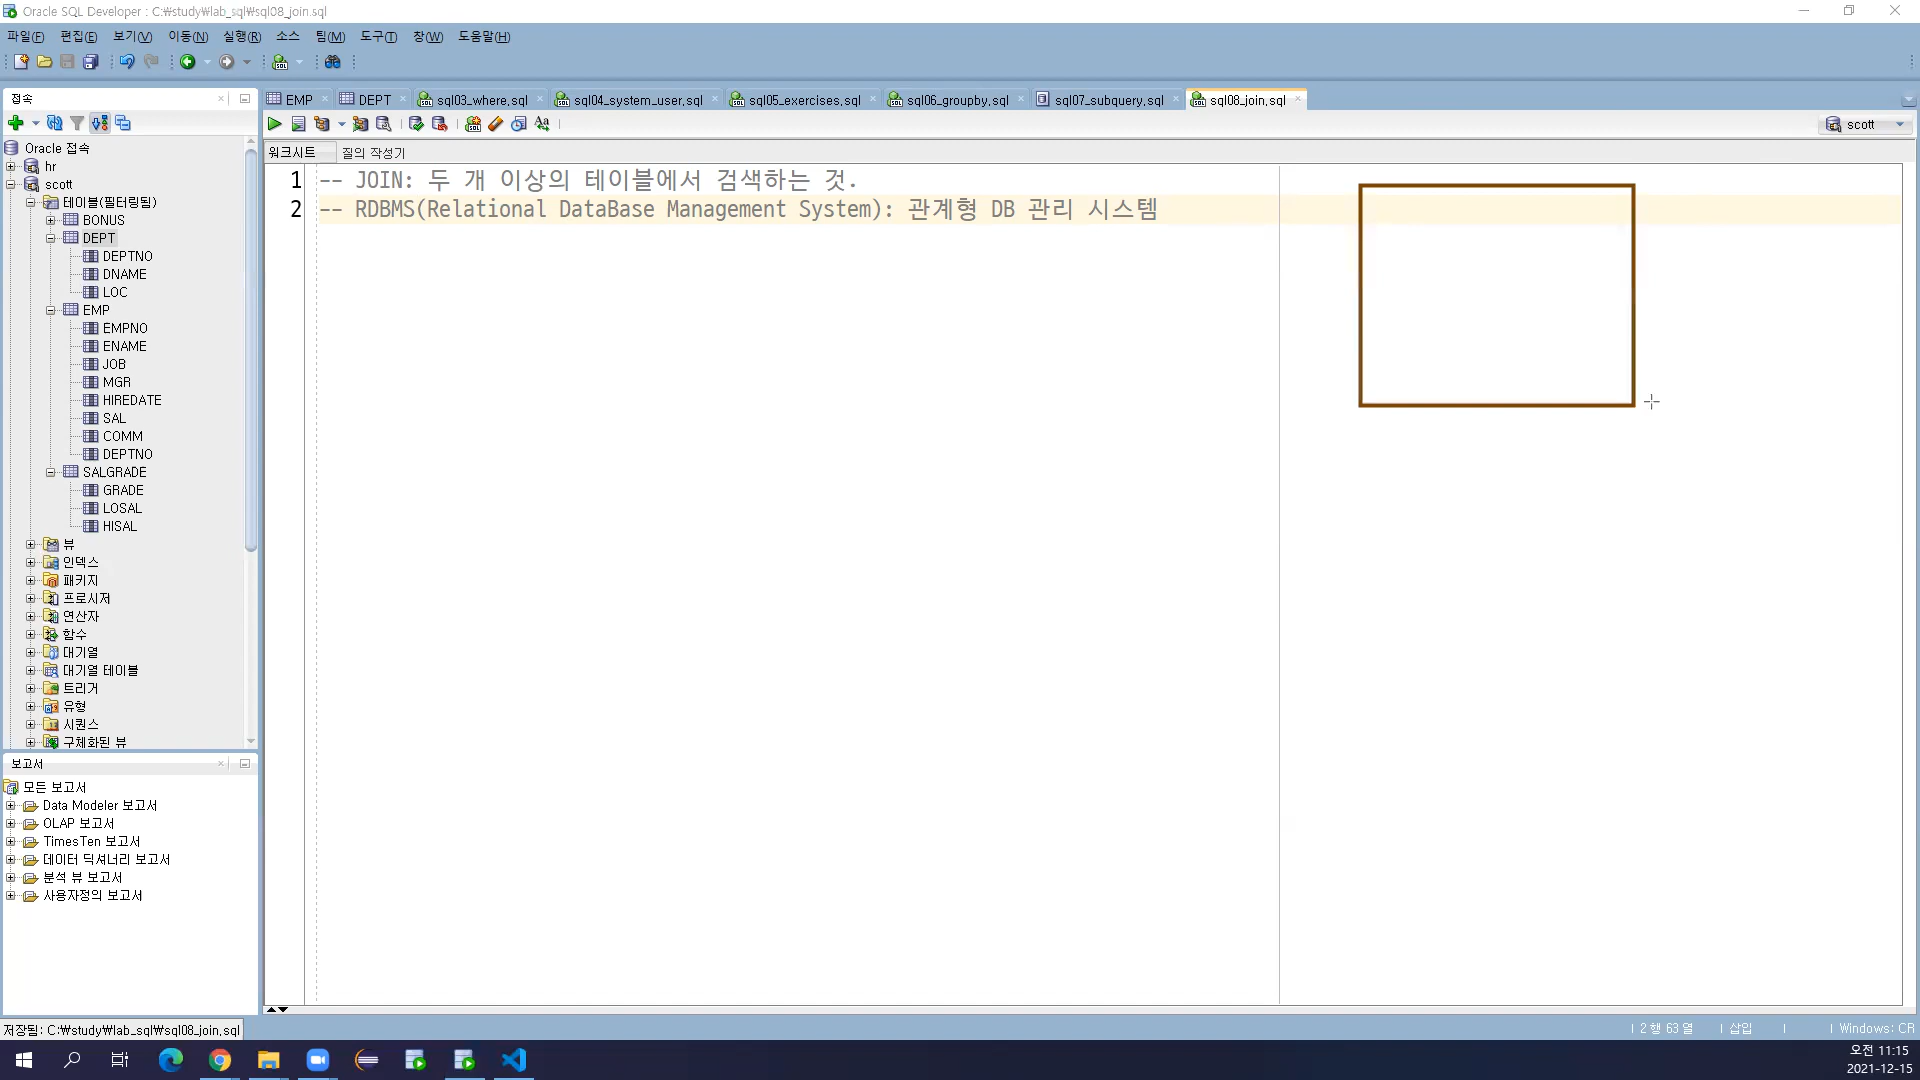 Oracle SQL Developer : C:₩study₩lab_sql₩sql08_join.sql
파일(F) 편집(E) 보기(V) 이동(N) 실행(R) 소스 팀(M) 도구(T) 창(W) 도움말(H)
접속
EMP DEPT sql03_where.sql sql04_system_user.sql sql05_exercises.sql sql06_groupby.sql sql07_subquery.sql sql08_join.sql
scott
워크시트 질의 작성기
Oracle 접속
hr
scott
테이블(필터링됨)
BONUS
DEPT
DEPTNO
DNAME
LOC
EMP
EMPNO
ENAME
JOB
MGR
HIREDATE
SAL
COMM
DEPTNO
SALGRADE
GRADE
LOSAL
HISAL
뷰
인덱스
패키지
프로시저
연산자
함수
대기열
대기열 테이블
트리거
유형
시퀀스
구체화된 뷰
1 -- JOIN: 두 개 이상의 테이블에서 검색하는 것.
2 -- RDBMS(Relational DataBase Management System): 관계형 DB 관리 시스템
보고서
모든 보고서
Data Modeler 보고서
OLAP 보고서
TimesTen 보고서
데이터 딕셔너리 보고서
분석 뷰 보고서
사용자정의 보고서
저장됨: C:₩study₩lab_sql₩sql08_join.sql
2 행 63 열 삽입 Windows: CR
오전 11:15
2021-12-15